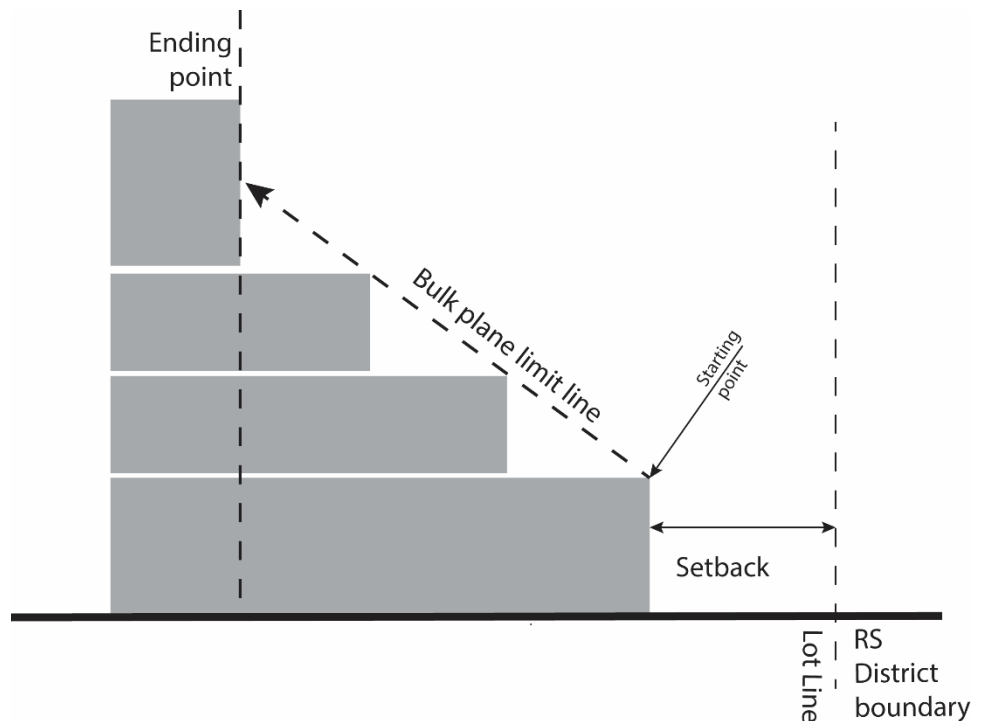 Ending
point
Bulk plane limit line
Starting
point
Setback
Lot Line
RS
District
boundary